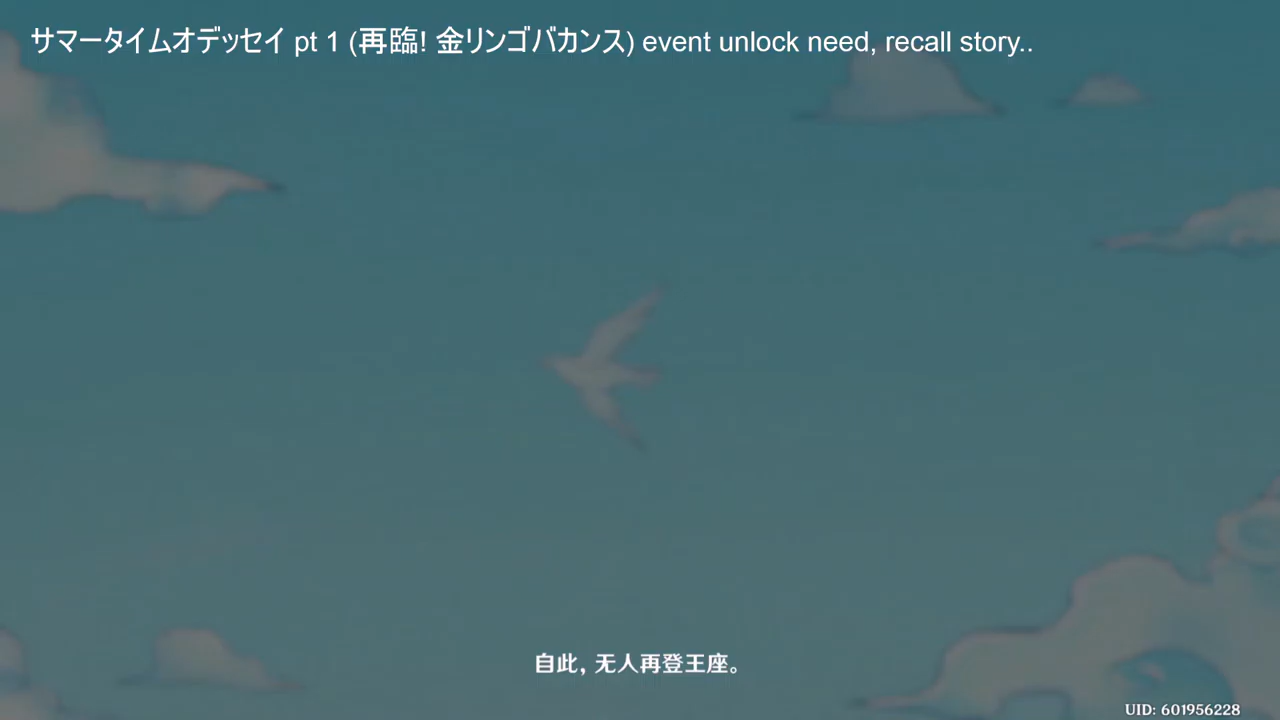 サマータイムオデッセイ pt 1 (再臨! 金リンゴバカンス) event unlock need, recall story..
自此，无人再登王座。
UID: 601956228